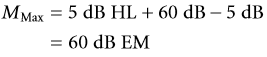 M_Max = 5 dB HL + 60 dB − 5 dB
= 60 dB EM